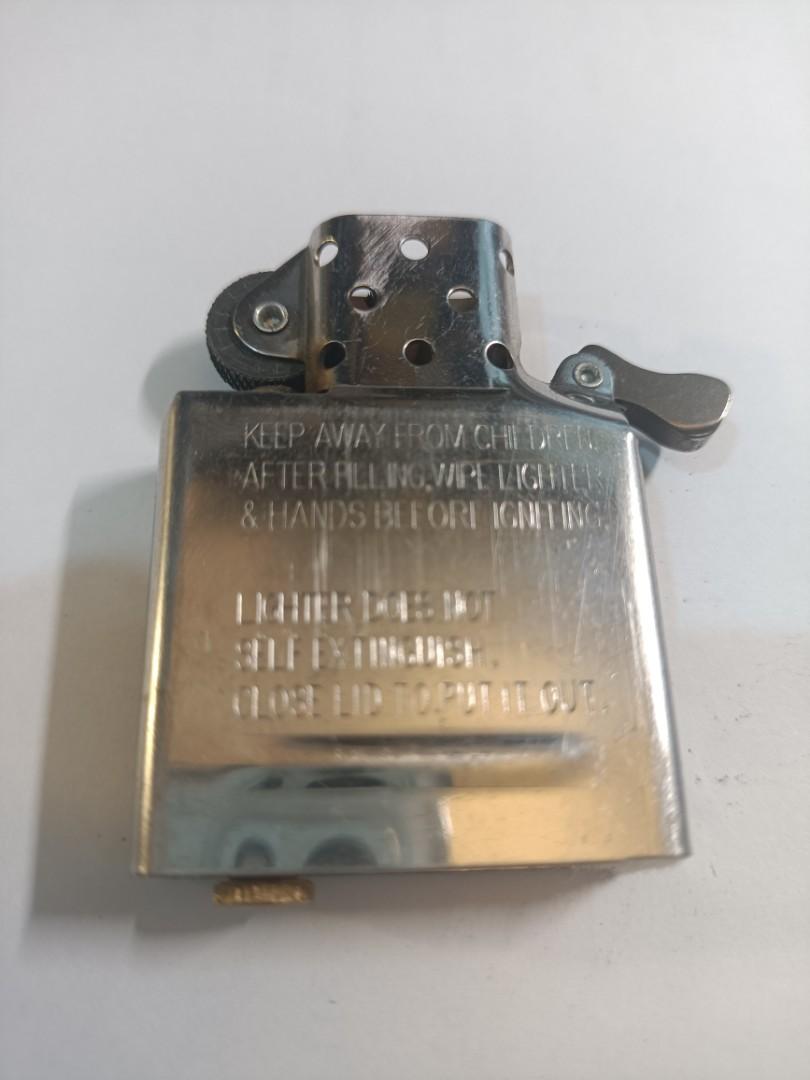 KEEP AWAY FROM CHILDREN.
AFTER FILLING, WIPE LIGHTER
& HANDS BEFORE IGNITING.
LIGHTER DOES NOT
SELF EXTINGUISH.
CLOSE LID TO PUT IT OUT.